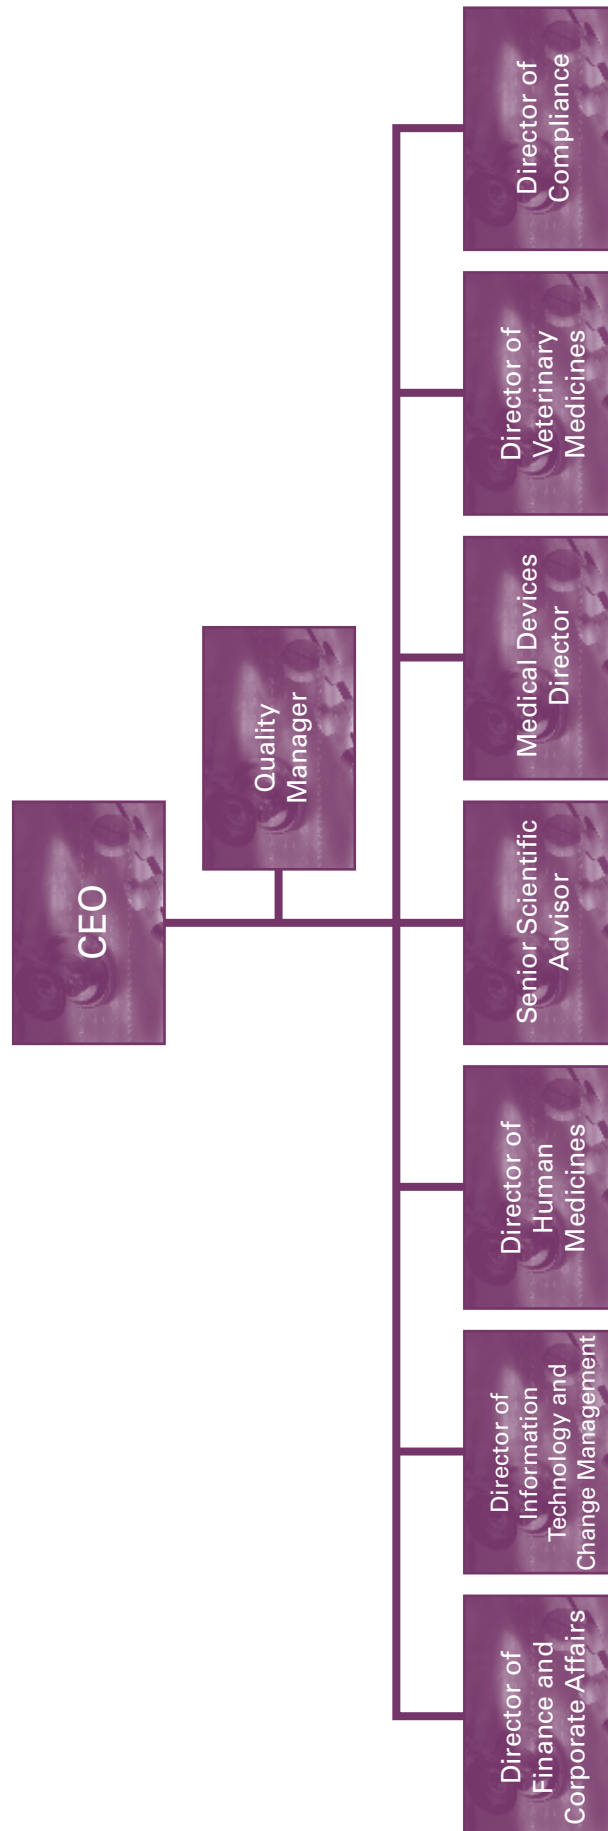 CEO
Quality
Manager
Director of
Finance and
Corporate Affairs
Director of
Information
Technology and
Change Management
Director of
Human
Medicines
Senior Scientific
Advisor
Medical Devices
Director
Director of
Veterinary
Medicines
Director of
Compliance